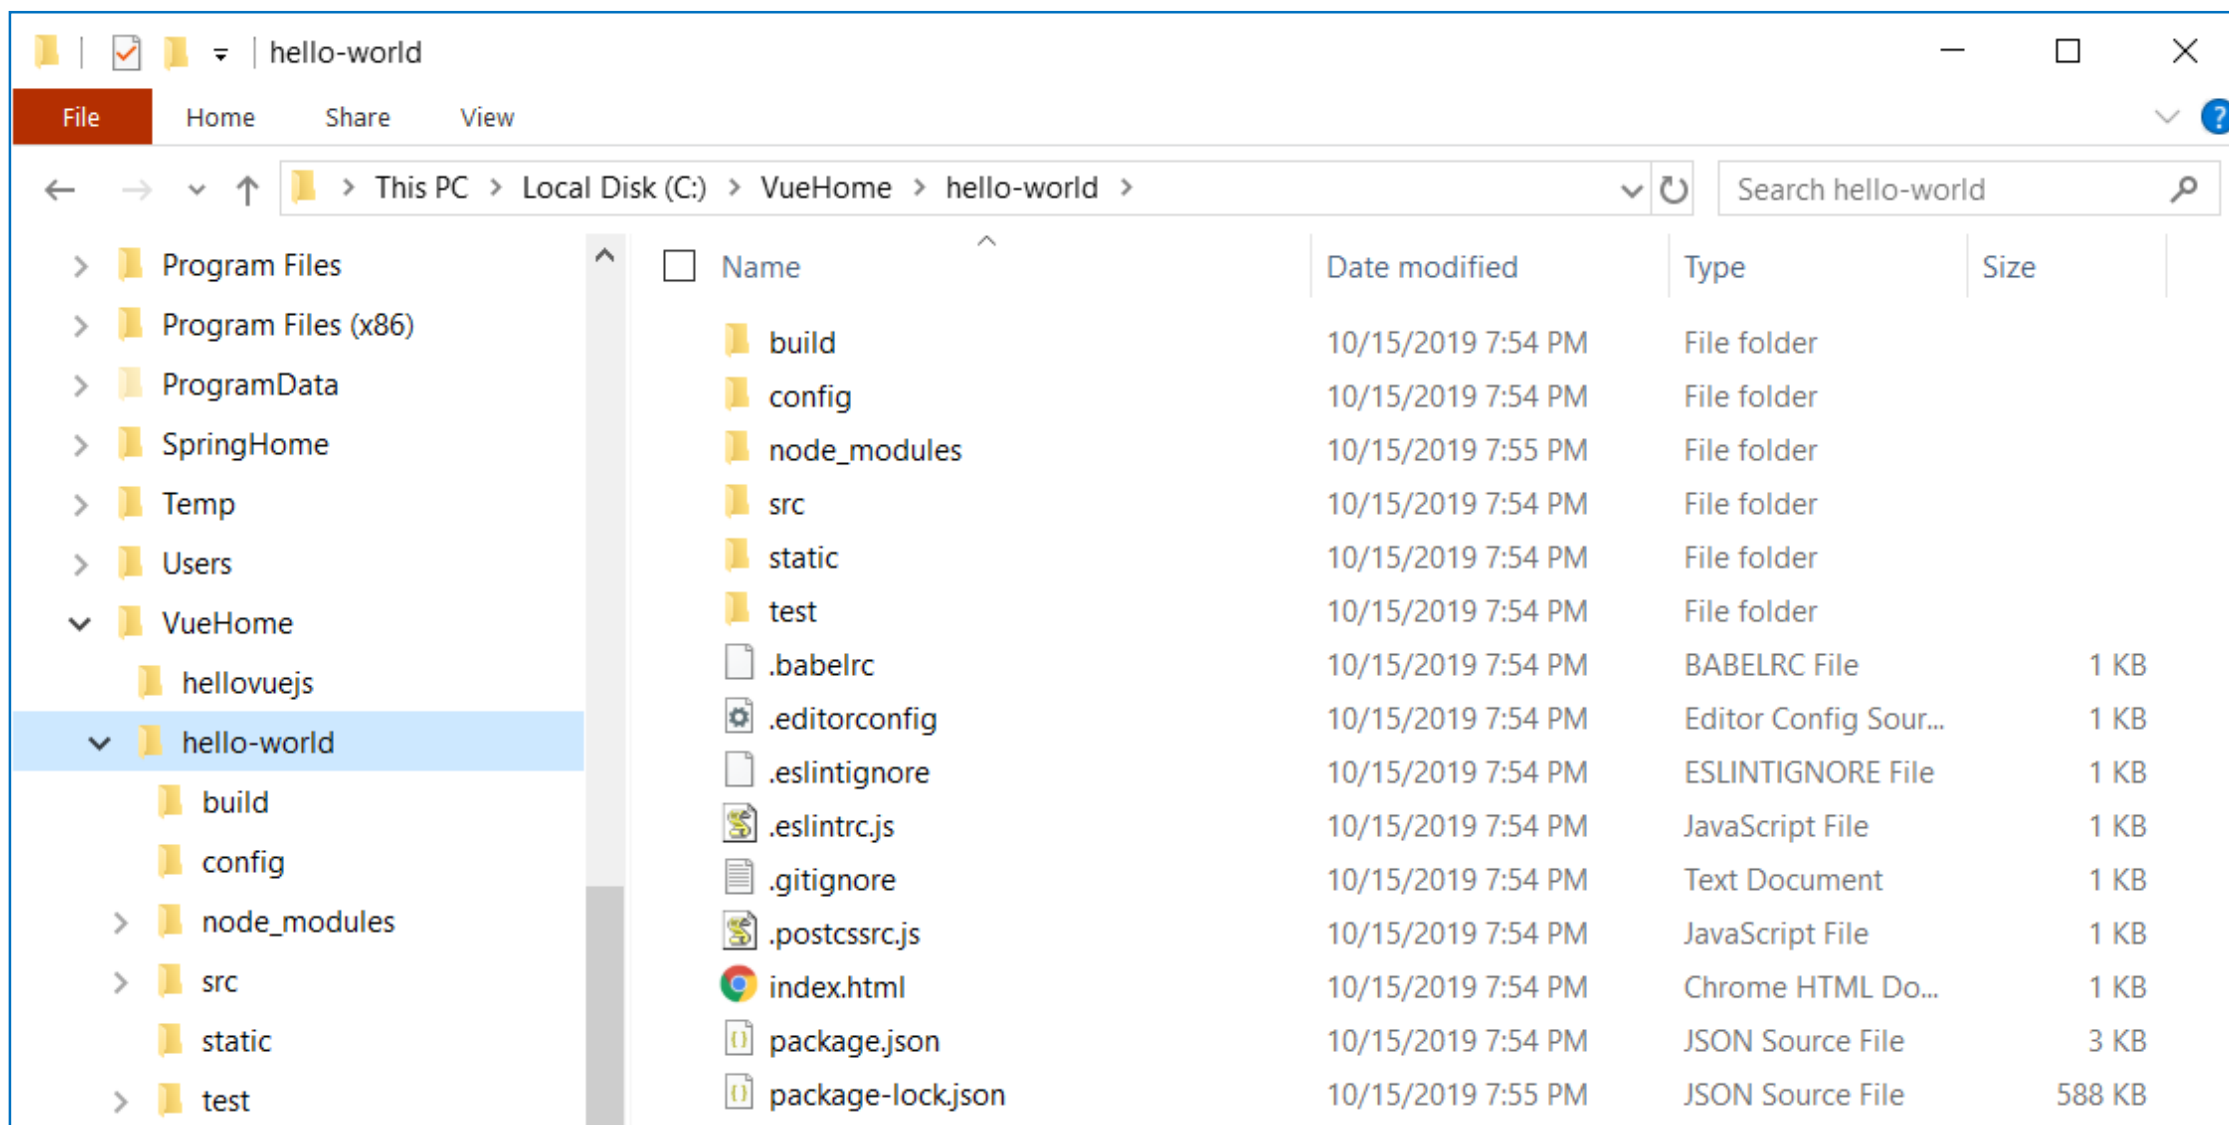 hello-world
File Home Share View ?
This PC > Local Disk (C:) > VueHome > hello-world > Search hello-world
Program Files
Program Files (x86)
ProgramData
SpringHome
Temp
Users
VueHome
hellovuejs
hello-world
build
config
node_modules
src
static
test
Name Date modified Type Size
build 10/15/2019 7:54 PM File folder
config 10/15/2019 7:54 PM File folder
node_modules 10/15/2019 7:55 PM File folder
src 10/15/2019 7:54 PM File folder
static 10/15/2019 7:54 PM File folder
test 10/15/2019 7:54 PM File folder
.babelrc 10/15/2019 7:54 PM BABELRC File 1 KB
.editorconfig 10/15/2019 7:54 PM Editor Config Sour... 1 KB
.eslintignore 10/15/2019 7:54 PM ESLINTIGNORE File 1 KB
.eslintrc.js 10/15/2019 7:54 PM JavaScript File 1 KB
.gitignore 10/15/2019 7:54 PM Text Document 1 KB
.postcssrc.js 10/15/2019 7:54 PM JavaScript File 1 KB
index.html 10/15/2019 7:54 PM Chrome HTML Do... 1 KB
package.json 10/15/2019 7:54 PM JSON Source File 3 KB
package-lock.json 10/15/2019 7:55 PM JSON Source File 588 KB